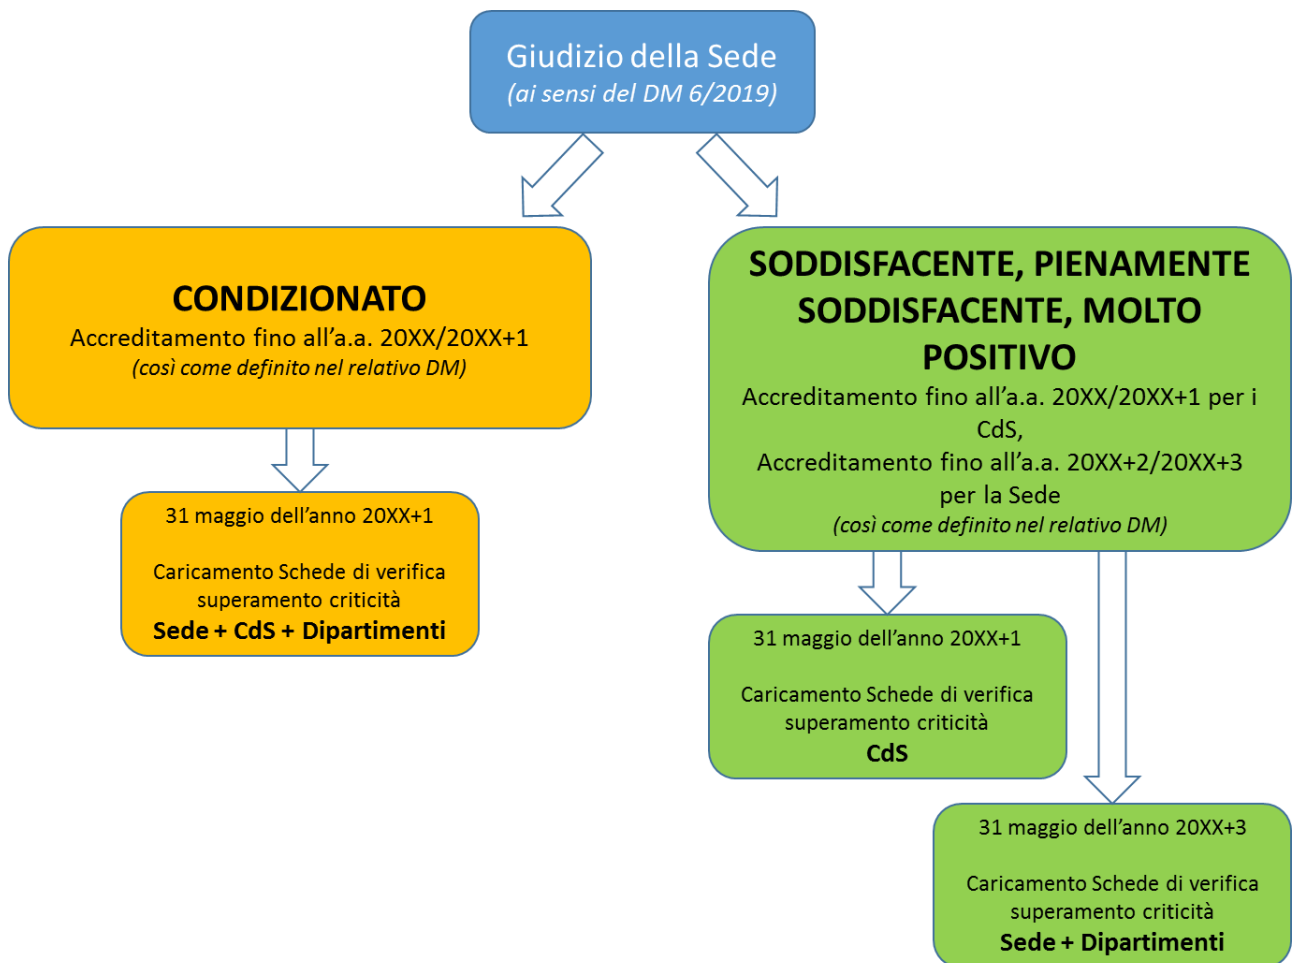 Giudizio della Sede
(ai sensi del DM 6/2019)
CONDIZIONATO
Accreditamento fino all’a.a. 20XX/20XX+1
(così come definito nel relativo DM)
31 maggio dell’anno 20XX+1
Caricamento Schede di verifica
superamento criticità
Sede + CdS + Dipartimenti
SODDISFACENTE, PIENAMENTE
SODDISFACENTE, MOLTO
POSITIVO
Accreditamento fino all’a.a. 20XX/20XX+1 per i
CdS,
Accreditamento fino all’a.a. 20XX+2/20XX+3
per la Sede
(così come definito nel relativo DM)
31 maggio dell’anno 20XX+1
Caricamento Schede di verifica
superamento criticità
CdS
31 maggio dell’anno 20XX+3
Caricamento Schede di verifica
superamento criticità
Sede + Dipartimenti